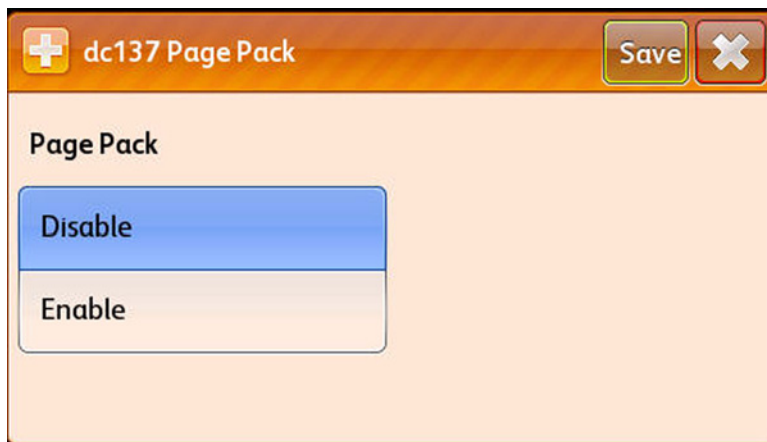 dc137 Page Pack
Save
Page Pack
Disable
Enable